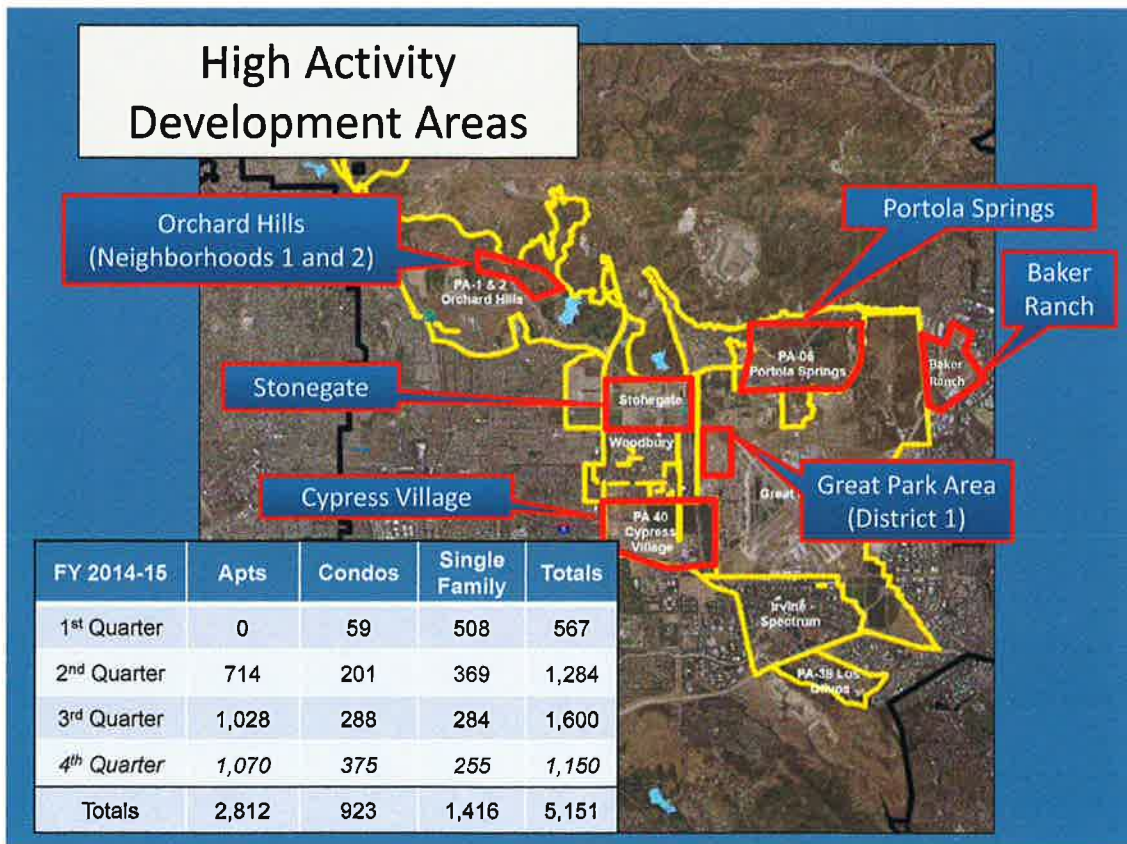 High Activity
Development Areas
Orchard Hills
(Neighborhoods 1 and 2)
Portola Springs
Baker
Ranch
PA-1 & 2
Orchard Hills
PA-06
Portola Springs
Baker
Ranch
Stonegate
Stonegate
Woodbury
Great Park Area
(District 1)
Great
Cypress Village
PA 40
Cypress
Village
Irvine -
Spectrum
PA-39 Los
Olivos
FY 2014-15 Apts Condos Single Family Totals
1st Quarter 0 59 508 567
2nd Quarter 714 201 369 1,284
3rd Quarter 1,028 288 284 1,600
4th Quarter 1,070 375 255 1,150
Totals 2,812 923 1,416 5,151